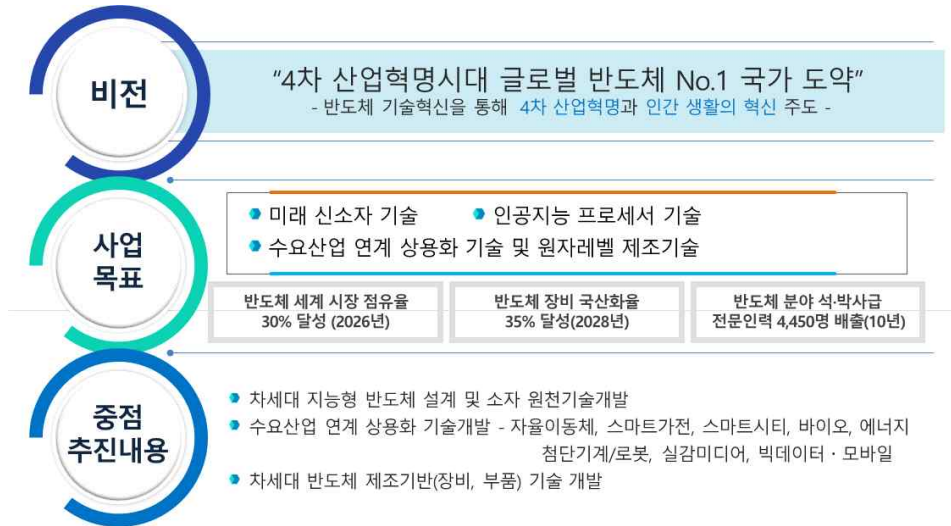 비전
“4차 산업혁명시대 글로벌 반도체 No.1 국가 도약”
- 반도체 기술혁신을 통해 4차 산업혁명과 인간 생활의 혁신 주도 -
사업
목표
미래 신소자 기술
인공지능 프로세서 기술
수요산업 연계 상용화 기술 및 원자레벨 제조기술
반도체 세계 시장 점유율
30% 달성 (2026년)
반도체 장비 국산화율
35% 달성(2028년)
반도체 분야 석·박사급
전문인력 4,450명 배출(10년)
중점
추진내용
차세대 지능형 반도체 설계 및 소자 원천기술개발
수요산업 연계 상용화 기술개발 - 자율이동체, 스마트가전, 스마트시티, 바이오, 에너지
첨단기계/로봇, 실감미디어, 빅데이터 · 모바일
차세대 반도체 제조기반(장비, 부품) 기술 개발